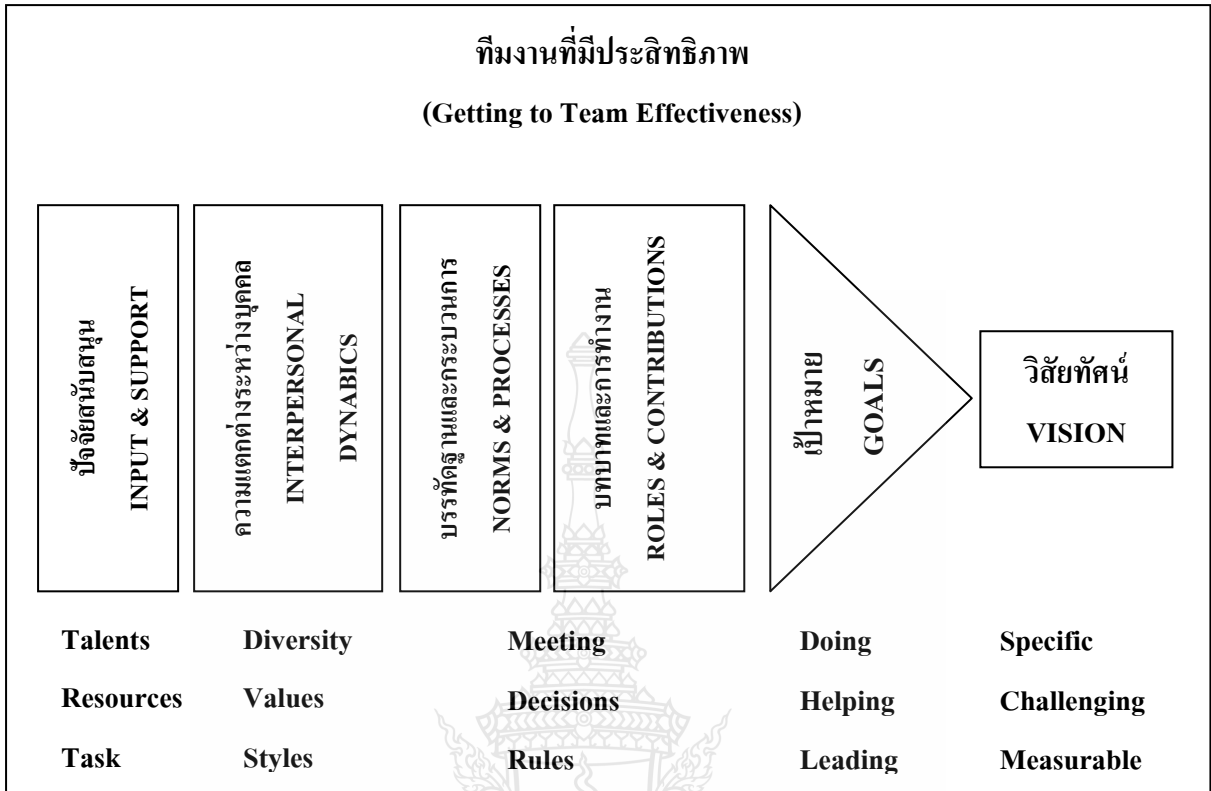 ทีมงานที่มีประสิทธิภาพ
(Getting to Team Effectiveness)
ปัจจัยสนับสนุน
INPUT & SUPPORT
ความแตกต่างระหว่างบุคคล
INTERPERSONAL
DYNABICS
บรรทัดฐานและกระบวนการ
NORMS & PROCESSES
บทบาทและการทำงาน
ROLES & CONTRIBUTIONS
เป้าหมาย
GOALS
วิสัยทัศน์
VISION
Talents Diversity Meeting Doing Specific
Resources Values Decisions Helping Challenging
Task Styles Rules Leading Measurable